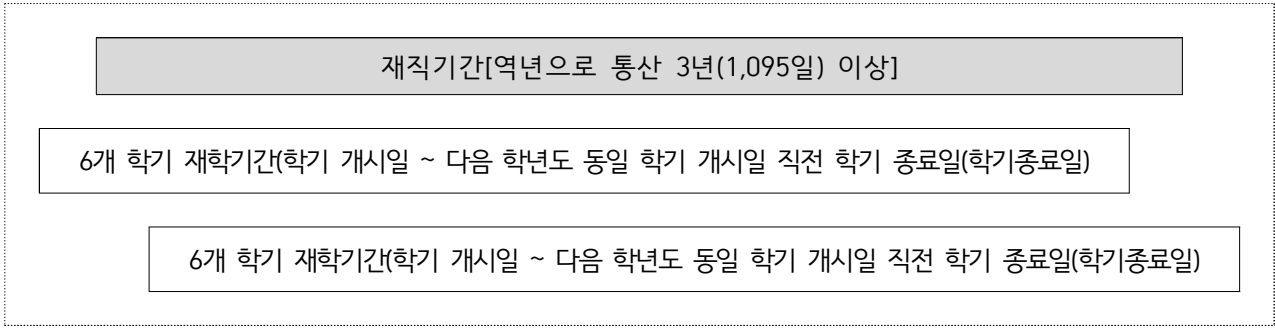 재직기간[역년으로 통산 3년(1,095일) 이상]
6개 학기 재학기간(학기 개시일 ~ 다음 학년도 동일 학기 개시일 직전 학기 종료일(학기종료일)
6개 학기 재학기간(학기 개시일 ~ 다음 학년도 동일 학기 개시일 직전 학기 종료일(학기종료일)